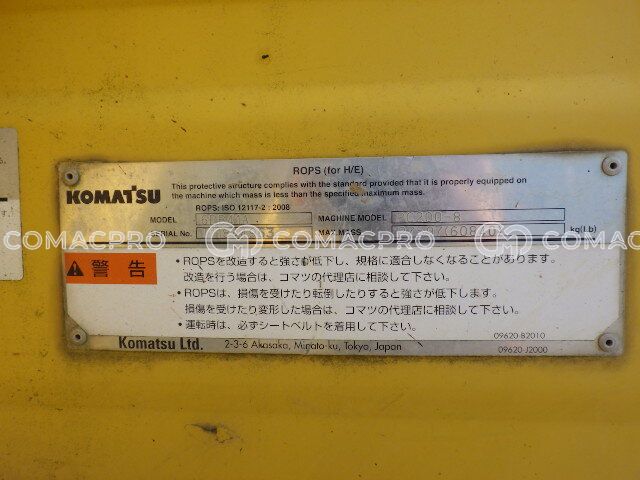 ROPS (for H/E)
This protective structure complies with the standard provided that it is properly equipped on
KOMATSU
the machine which mass is less than the specified maximum mass.
ROPS: ISO 12117-2 : 2008
MODEL
MACHINE MODEL PC200-8
SERIAL No.
MAX.MASS
kg(Lb)
COMACPRO
COMACPRO
COMACPRO
警告
• ROPSを改造すると強さが低下し、規格に適合しなくなることがあります。
改造を行う場合は、コマツの代理店に相談して下さい。
• ROPSは、損傷を受けたり転倒したりすると強さが低下します。
損傷を受けたり変形した場合は、コマツの代理店に相談して下さい。
• 運転時は、必ずシートベルトを着用して下さい。
09620-B2010
Komatsu Ltd. 2-3-6 Akasaka, Minato-ku, Tokyo, Japan
09620-J2000